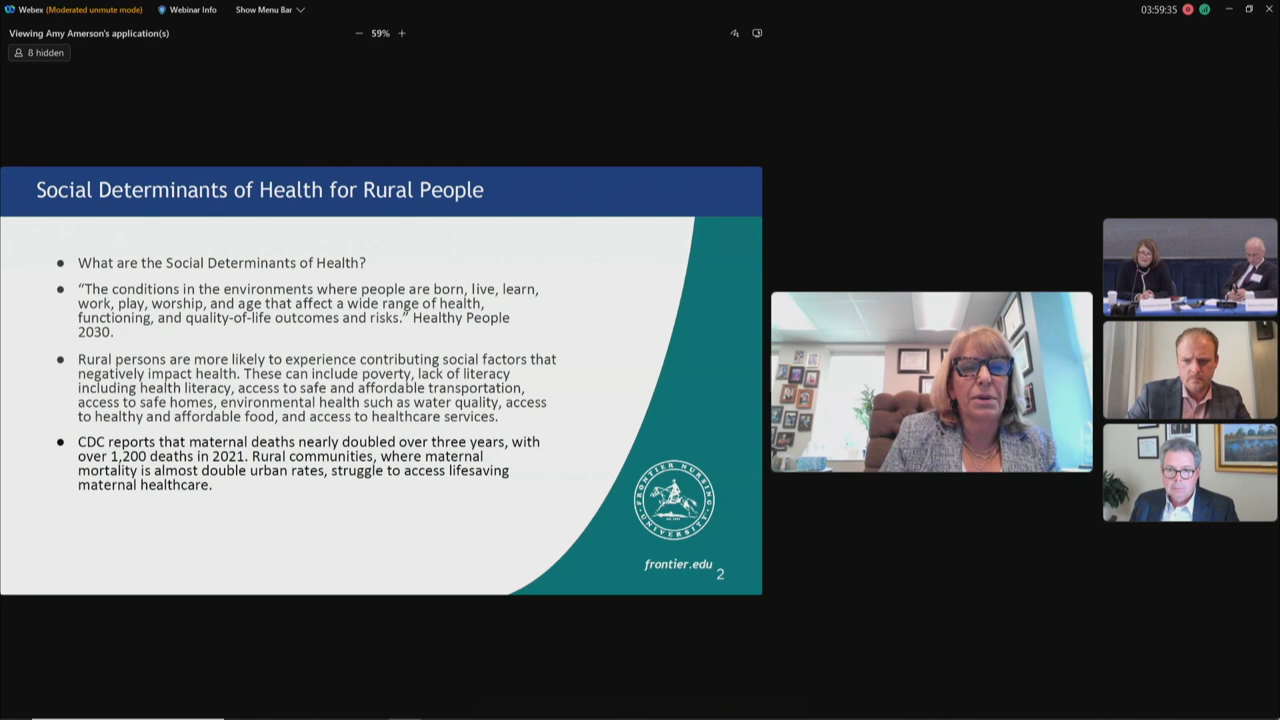 Webex (Moderated unmute mode) Webinar Info Show Menu Bar 03:59:35
Viewing Amy Amerson's application(s) 59%
8 hidden
Social Determinants of Health for Rural People
• What are the Social Determinants of Health?
• “The conditions in the environments where people are born, live, learn,
work, play, worship, and age that affect a wide range of health,
functioning, and quality-of-life outcomes and risks.” Healthy People
2030.
• Rural persons are more likely to experience contributing social factors that
negatively impact health. These can include poverty, lack of literacy
including health literacy, access to safe and affordable transportation,
access to safe homes, environmental health such as water quality, access
to healthy and affordable food, and access to healthcare services.
• CDC reports that maternal deaths nearly doubled over three years, with
over 1,200 deaths in 2021. Rural communities, where maternal
mortality is almost double urban rates, struggle to access lifesaving
maternal healthcare.
FRONTIER NURSING
UNIVERSITY
frontier.edu
2